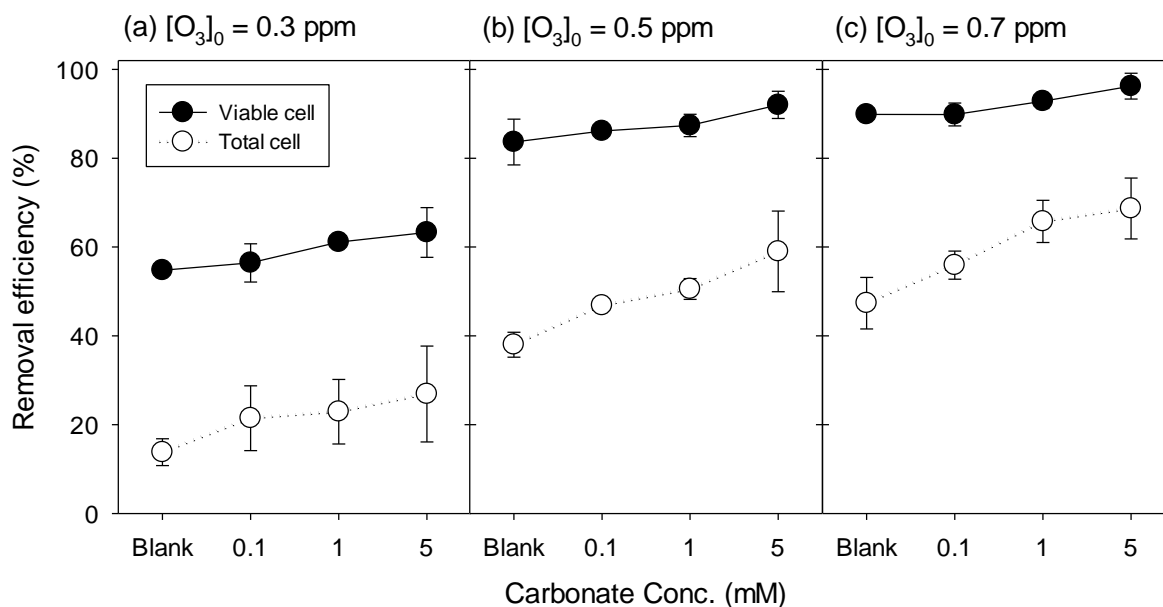 (a) [O₃]₀ = 0.3 ppm
(b) [O₃]₀ = 0.5 ppm
(c) [O₃]₀ = 0.7 ppm
Viable cell
Total cell
Removal efficiency (%)
100
80
60
40
20
0
Blank 0.1 1 5
Blank 0.1 1 5
Blank 0.1 1 5
Carbonate Conc. (mM)